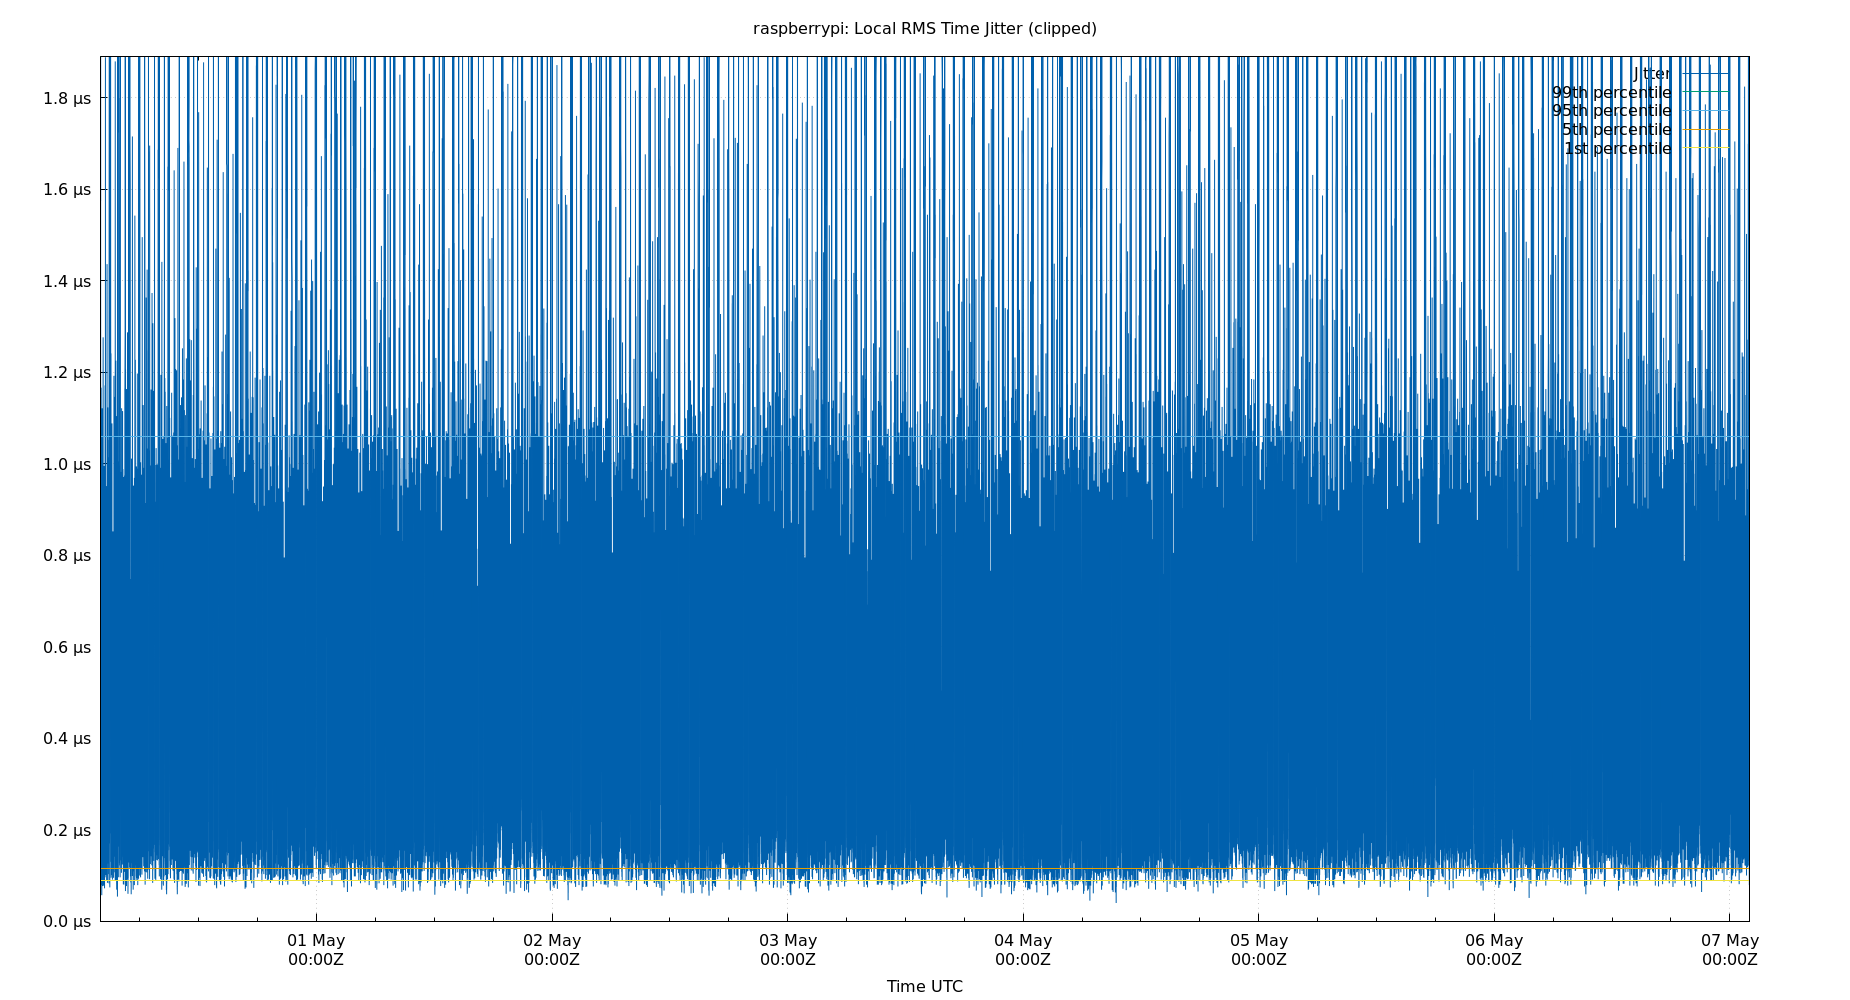 raspberrypi: Local RMS Time Jitter (clipped)
Jitter
99th percentile
95th percentile
5th percentile
1st percentile
1.8 µs
1.6 µs
1.4 µs
1.2 µs
1.0 µs
0.8 µs
0.6 µs
0.4 µs
0.2 µs
0.0 µs
01 May 02 May 03 May 04 May 05 May 06 May 07 May
00:00Z 00:00Z 00:00Z 00:00Z 00:00Z 00:00Z 00:00Z
Time UTC